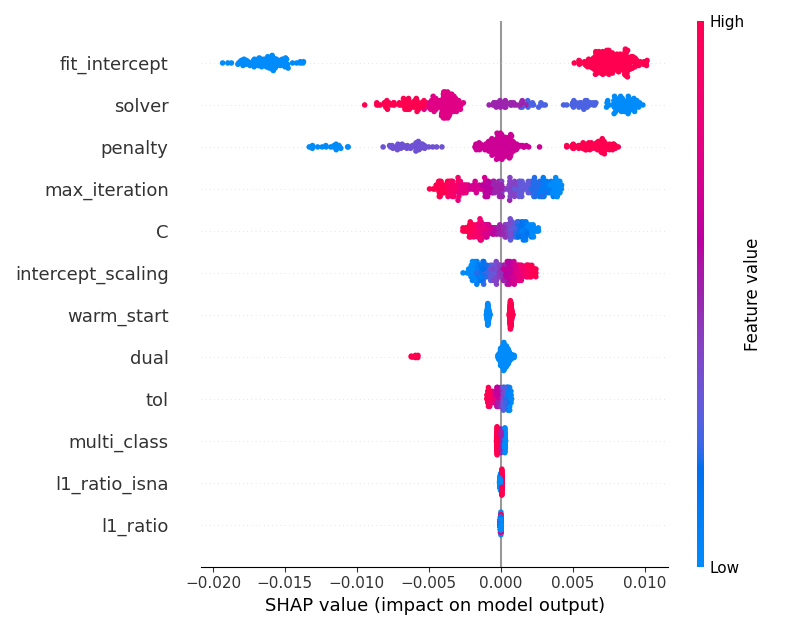 High
fit_intercept
solver
penalty
max_iteration
C
intercept_scaling
warm_start
dual
tol
multi_class
l1_ratio_isna
l1_ratio
Feature value
Low
−0.020 −0.015 −0.010 −0.005 0.000 0.005 0.010
SHAP value (impact on model output)